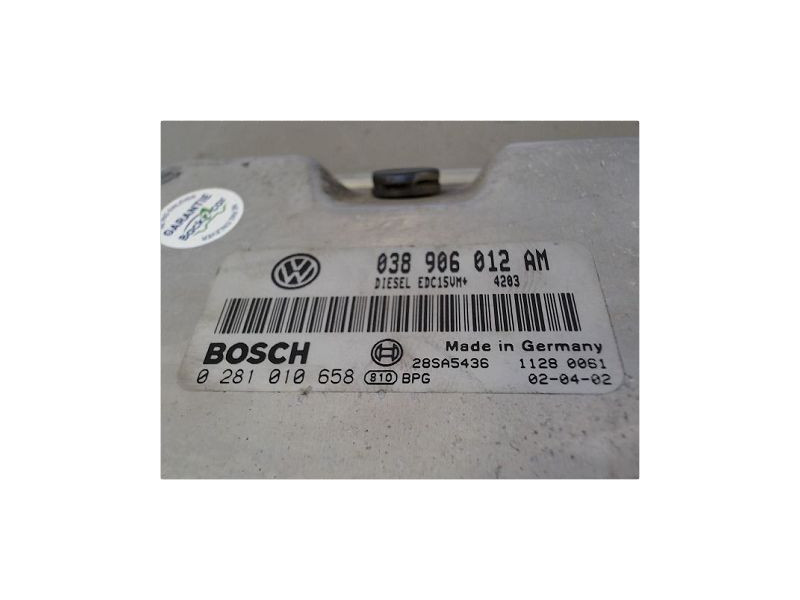 GARANTIE
038 906 012 AM
DIESEL EDC15VM+ 4203
BOSCH
Made in Germany
28SA5436 1128 0061
0 281 010 658 810 BPG 02-04-02